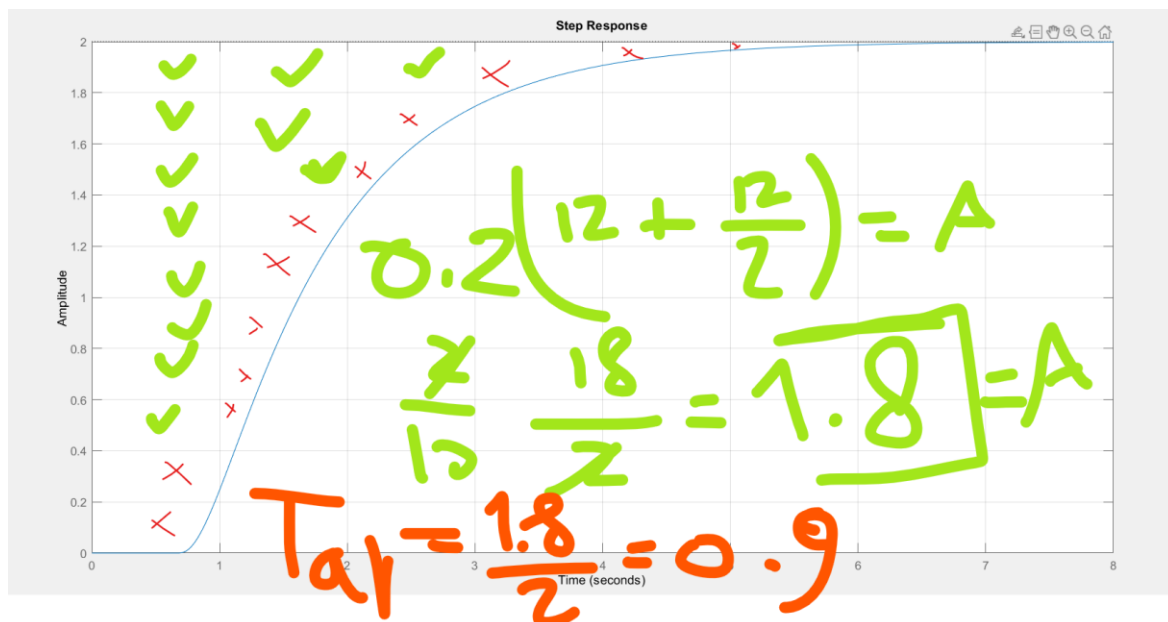 Step Response
2
1.8
1.6
1.4
1.2
1
0.8
0.6
0.4
0.2
0
Amplitude
0.2(12 + 12/2) = A
2/10 18/2 = 1.8 = A
Tar = 1.8/2 = 0.9
0 1 2 3 4 5 6 7 8
Time (seconds)